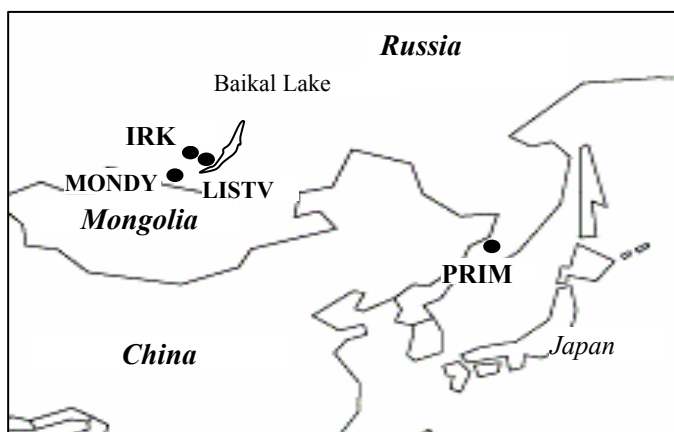 Russia
Baikal Lake
IRK
MONDY
LISTV
Mongolia
PRIM
China
Japan